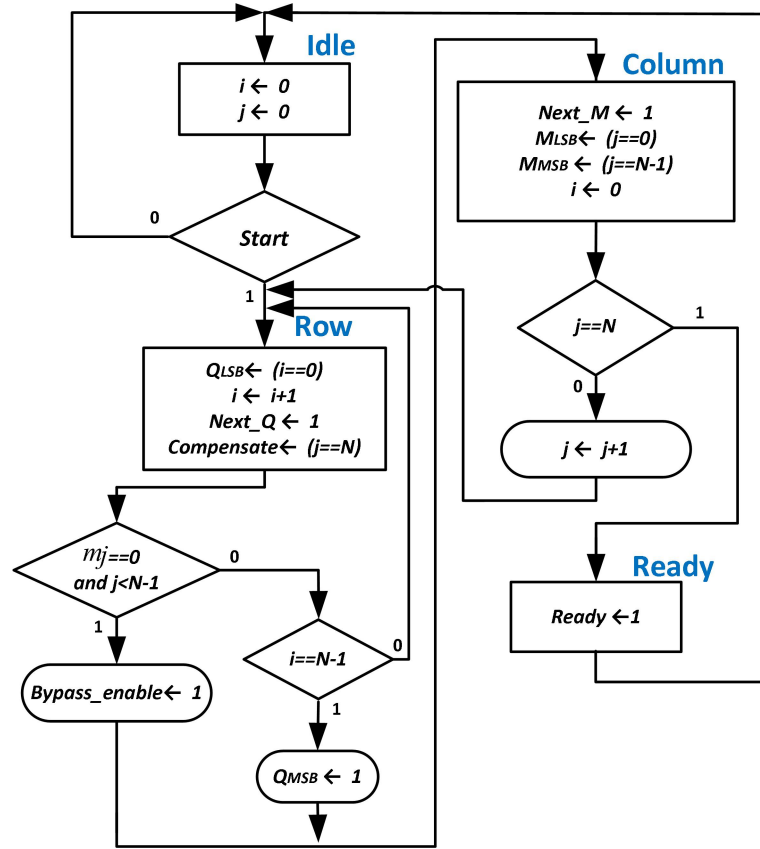 Idle
i ← 0
j ← 0
Start
0
1
Row
QLSB← (i==0)
i ← i+1
Next_Q ← 1
Compensate← (j==N)
mj==0
and j<N-1
0
1
Bypass_enable← 1
i==N-1
0
1
QMSB ← 1
Column
Next_M ← 1
MLSB← (j==0)
MMSB ← (j==N-1)
i ← 0
j==N
1
0
j ← j+1
Ready
Ready ←1